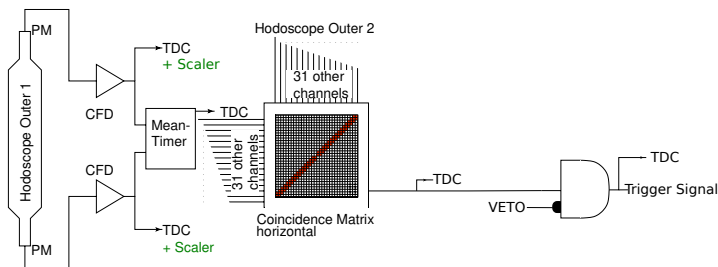 PM
Hodoscope Outer 1
PM
CFD
TDC
+ Scaler
CFD
TDC
+ Scaler
Mean-
Timer
TDC
31 other
channels
Hodoscope Outer 2
31 other
channels
Coincidence Matrix
horizontal
TDC
VETO
TDC
Trigger Signal